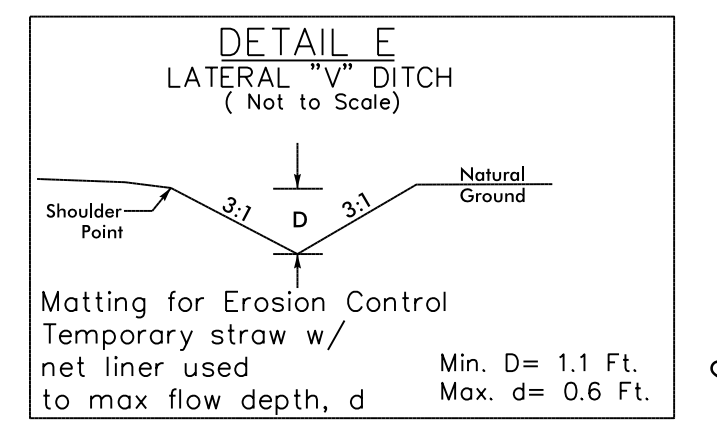 DETAIL E
LATERAL "V" DITCH
( Not to Scale)
Natural
Ground
Shoulder
Point
3:1
D
3:1
Matting for Erosion Control
Temporary straw w/
net liner used
to max flow depth, d
Min. D= 1.1 Ft.
Max. d= 0.6 Ft.